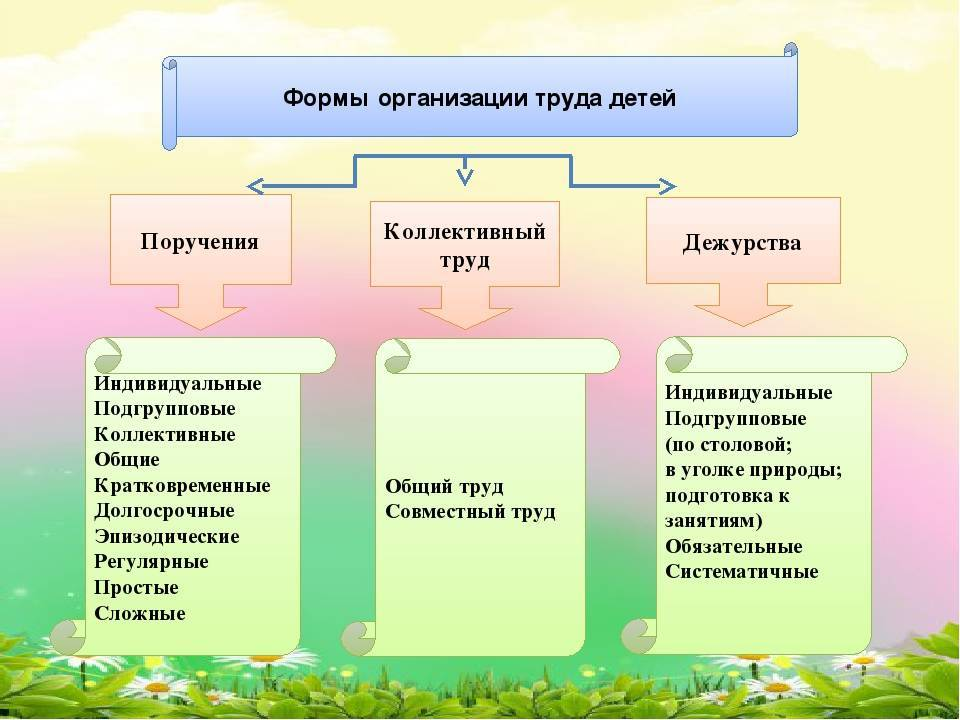 Формы организации труда детей
Поручения
Коллективный
труд
Дежурства
Индивидуальные
Подгрупповые
Коллективные
Общие
Кратковременные
Долгосрочные
Эпизодические
Регулярные
Простые
Сложные
Общий труд
Совместный труд
Индивидуальные
Подгрупповые
(по столовой;
в уголке природы;
подготовка к
занятиям)
Обязательные
Систематичные